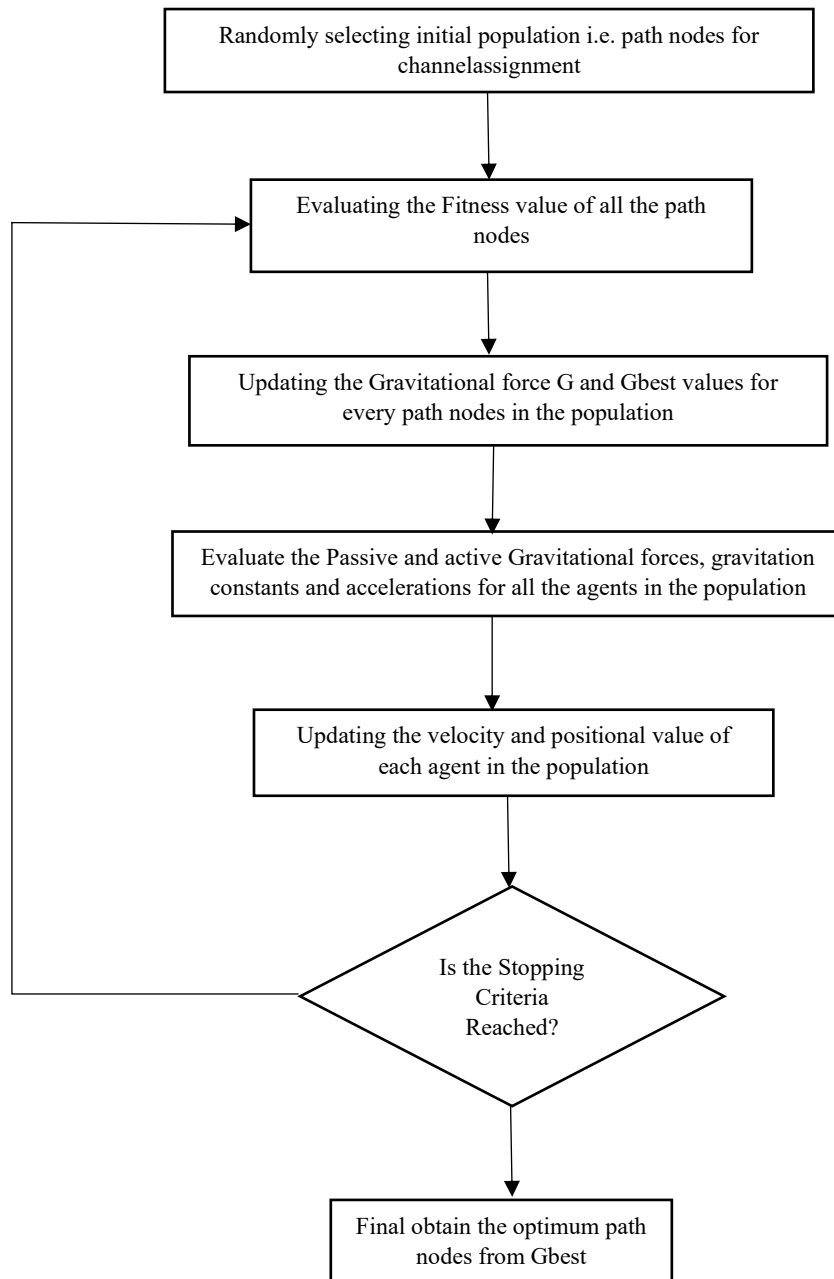 Randomly selecting initial population i.e. path nodes for
channelassignment
Evaluating the Fitness value of all the path
nodes
Updating the Gravitational force G and Gbest values for
every path nodes in the population
Evaluate the Passive and active Gravitational forces, gravitation
constants and accelerations for all the agents in the population
Updating the velocity and positional value of
each agent in the population
Is the Stopping
Criteria
Reached?
Final obtain the optimum path
nodes from Gbest